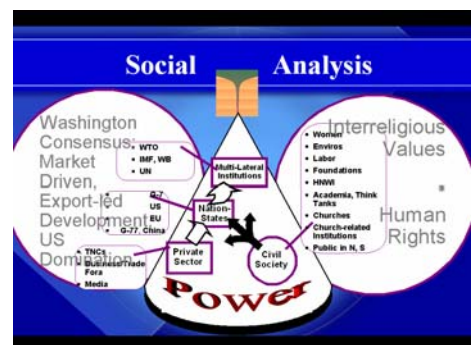 Social Analysis
Washington
Consensus:
Market
Driven,
Export-led
Development
US
Domination
• WTO
• IMF, WB
• UN
• G-7
US
EU
• G-77, China
• TNCs
• Business/Trade
Fora
• Media
Multi-Lateral
Institutions
Nation-
States
Private
Sector
Civil
Society
Power
• Women
• Enviros
• Labor
• Foundations
• HNWI
• Academia, Think
Tanks
• Churches
• Church-related
Institutions
• Public in N, S
Interreligious
Values
Human
Rights